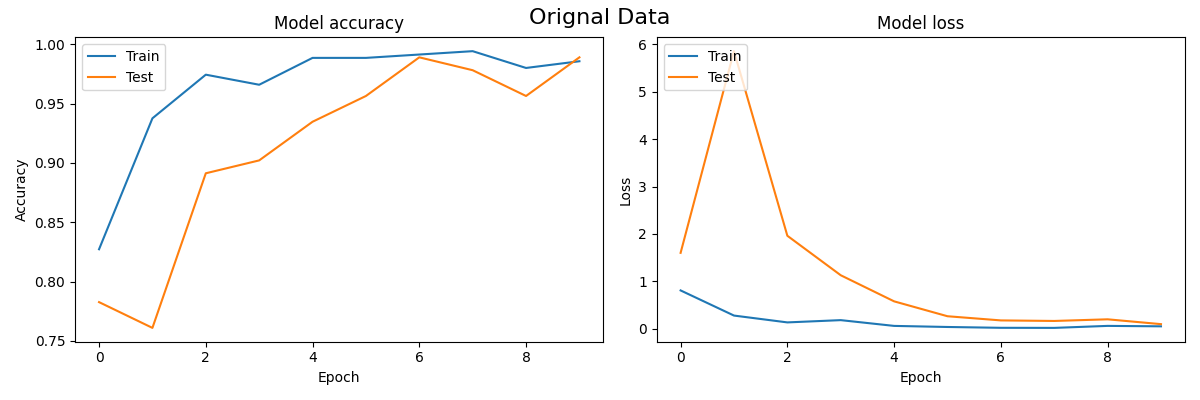 Orignal Data
Model accuracy
Train
Test
1.00
0.95
0.90
0.85
0.80
0.75
Accuracy
0 2 4 6 8
Epoch
Model loss
Train
Test
6
5
4
3
2
1
0
Loss
0 2 4 6 8
Epoch